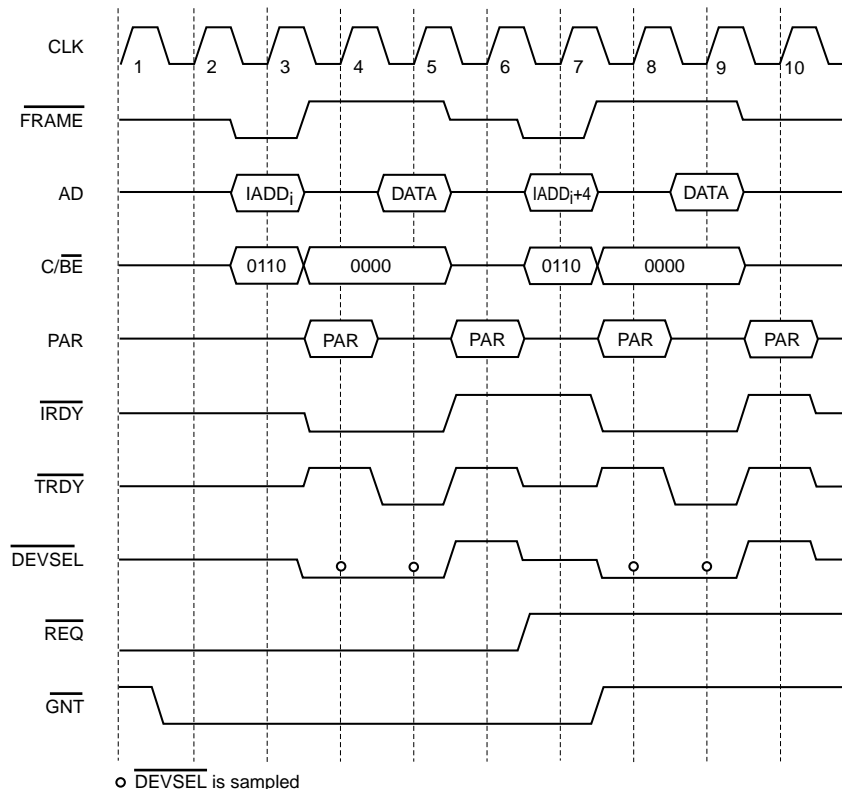 CLK
1 2 3 4 5 6 7 8 9 10
FRAME
AD
IADDi DATA IADDi+4 DATA
C/BE
0110 0000 0110 0000
PAR
PAR PAR PAR PAR
IRDY
TRDY
DEVSEL
REQ
GNT
DEVSEL is sampled